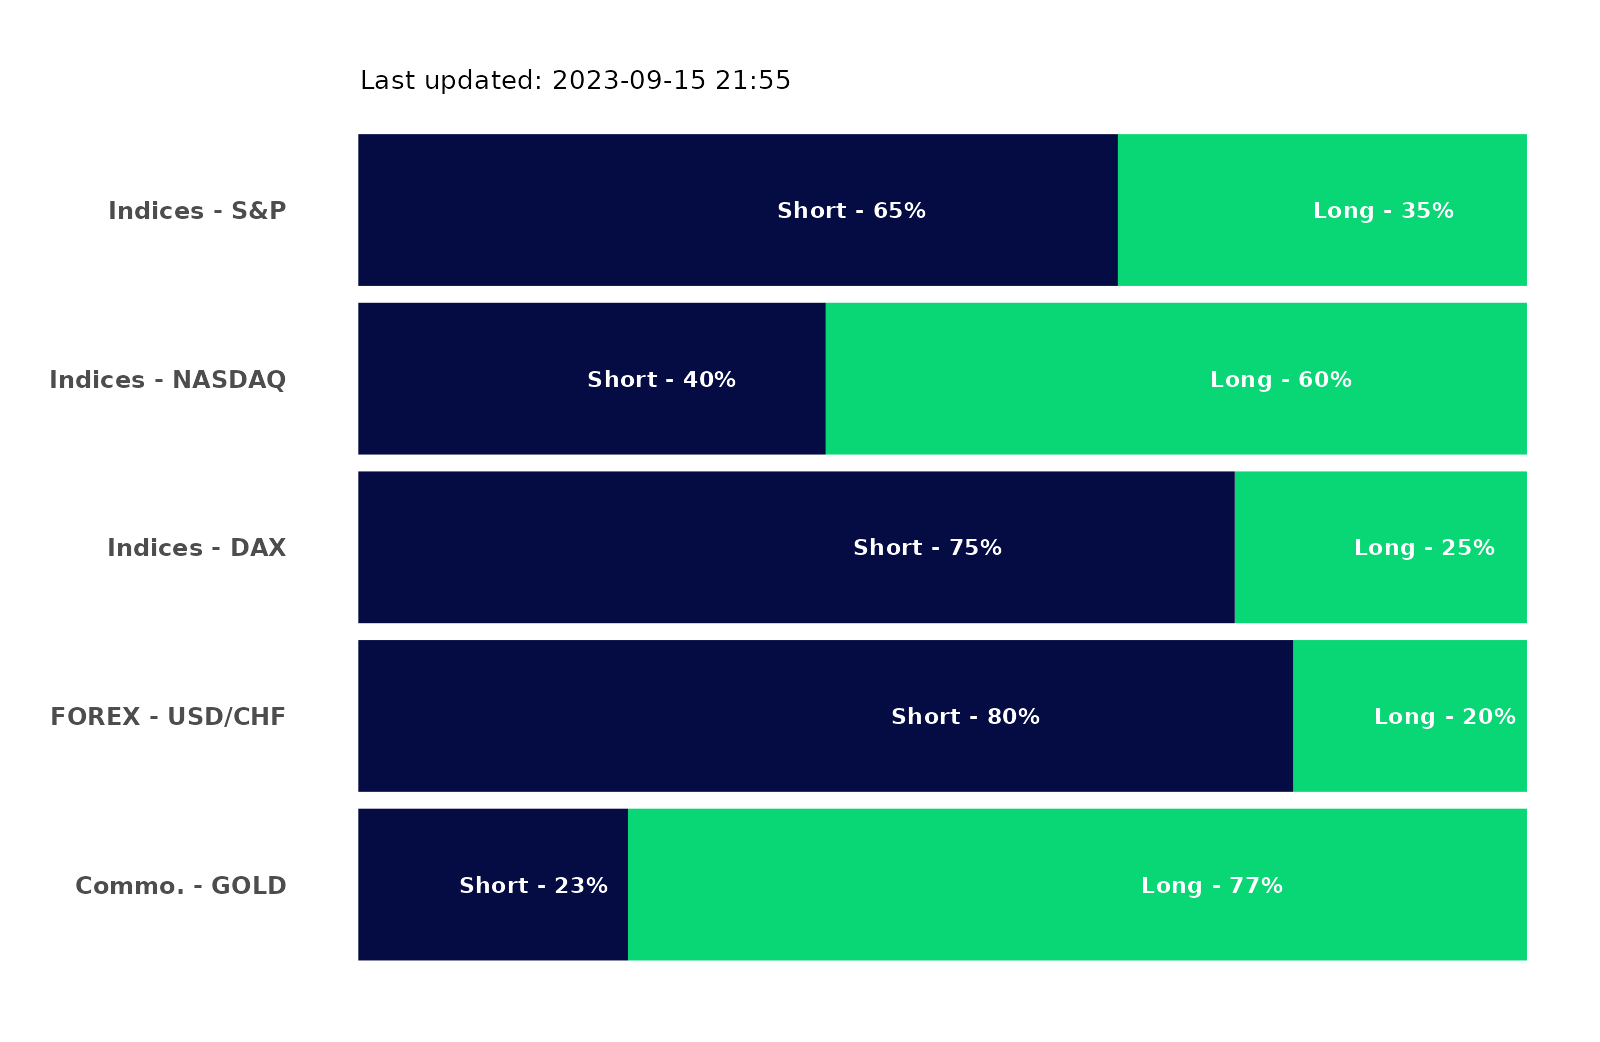 Last updated: 2023-09-15 21:55
Indices - S&P Short - 65% Long - 35%
Indices - NASDAQ Short - 40% Long - 60%
Indices - DAX Short - 75% Long - 25%
FOREX - USD/CHF Short - 80% Long - 20%
Commo. - GOLD Short - 23% Long - 77%